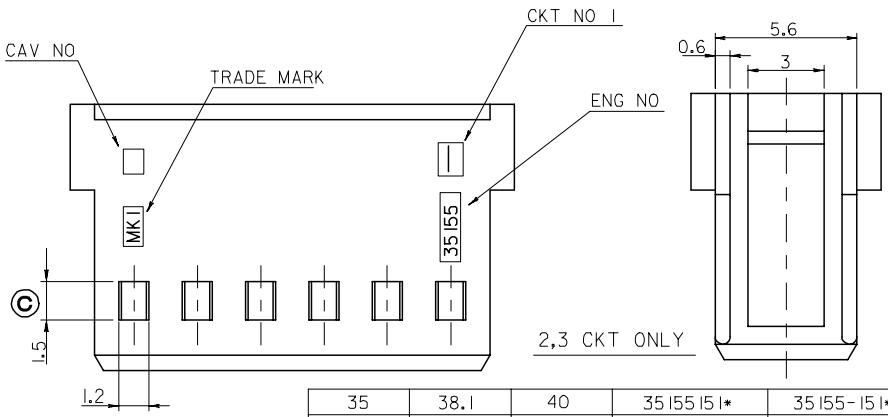 CKT NO 1
CAV NO
TRADE MARK
ENG NO
5.6
0.6
3
1
MK1
35155
C
1.5
1.2
2,3 CKT ONLY
35 38.1 40 35155151* 35155-151*